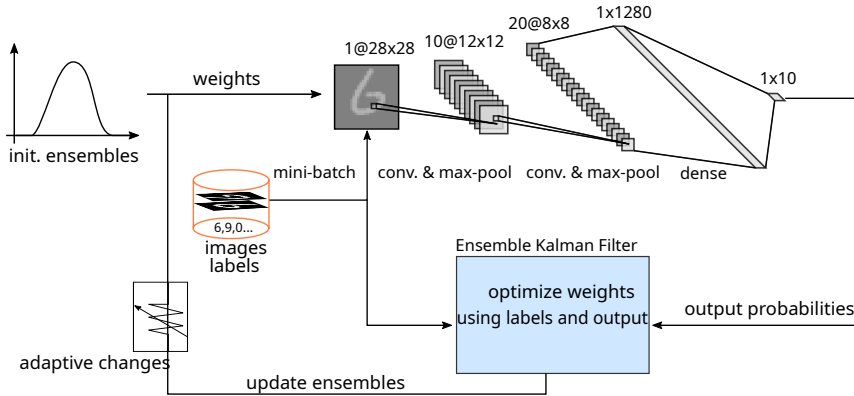 1x1280
20@8x8
10@12x12
1@28x28
weights
1x10
init. ensembles
mini-batch
conv. & max-pool
conv. & max-pool
dense
6,9,0...
images
labels
Ensemble Kalman Filter
optimize weights
using labels and output
output probabilities
adaptive changes
update ensembles